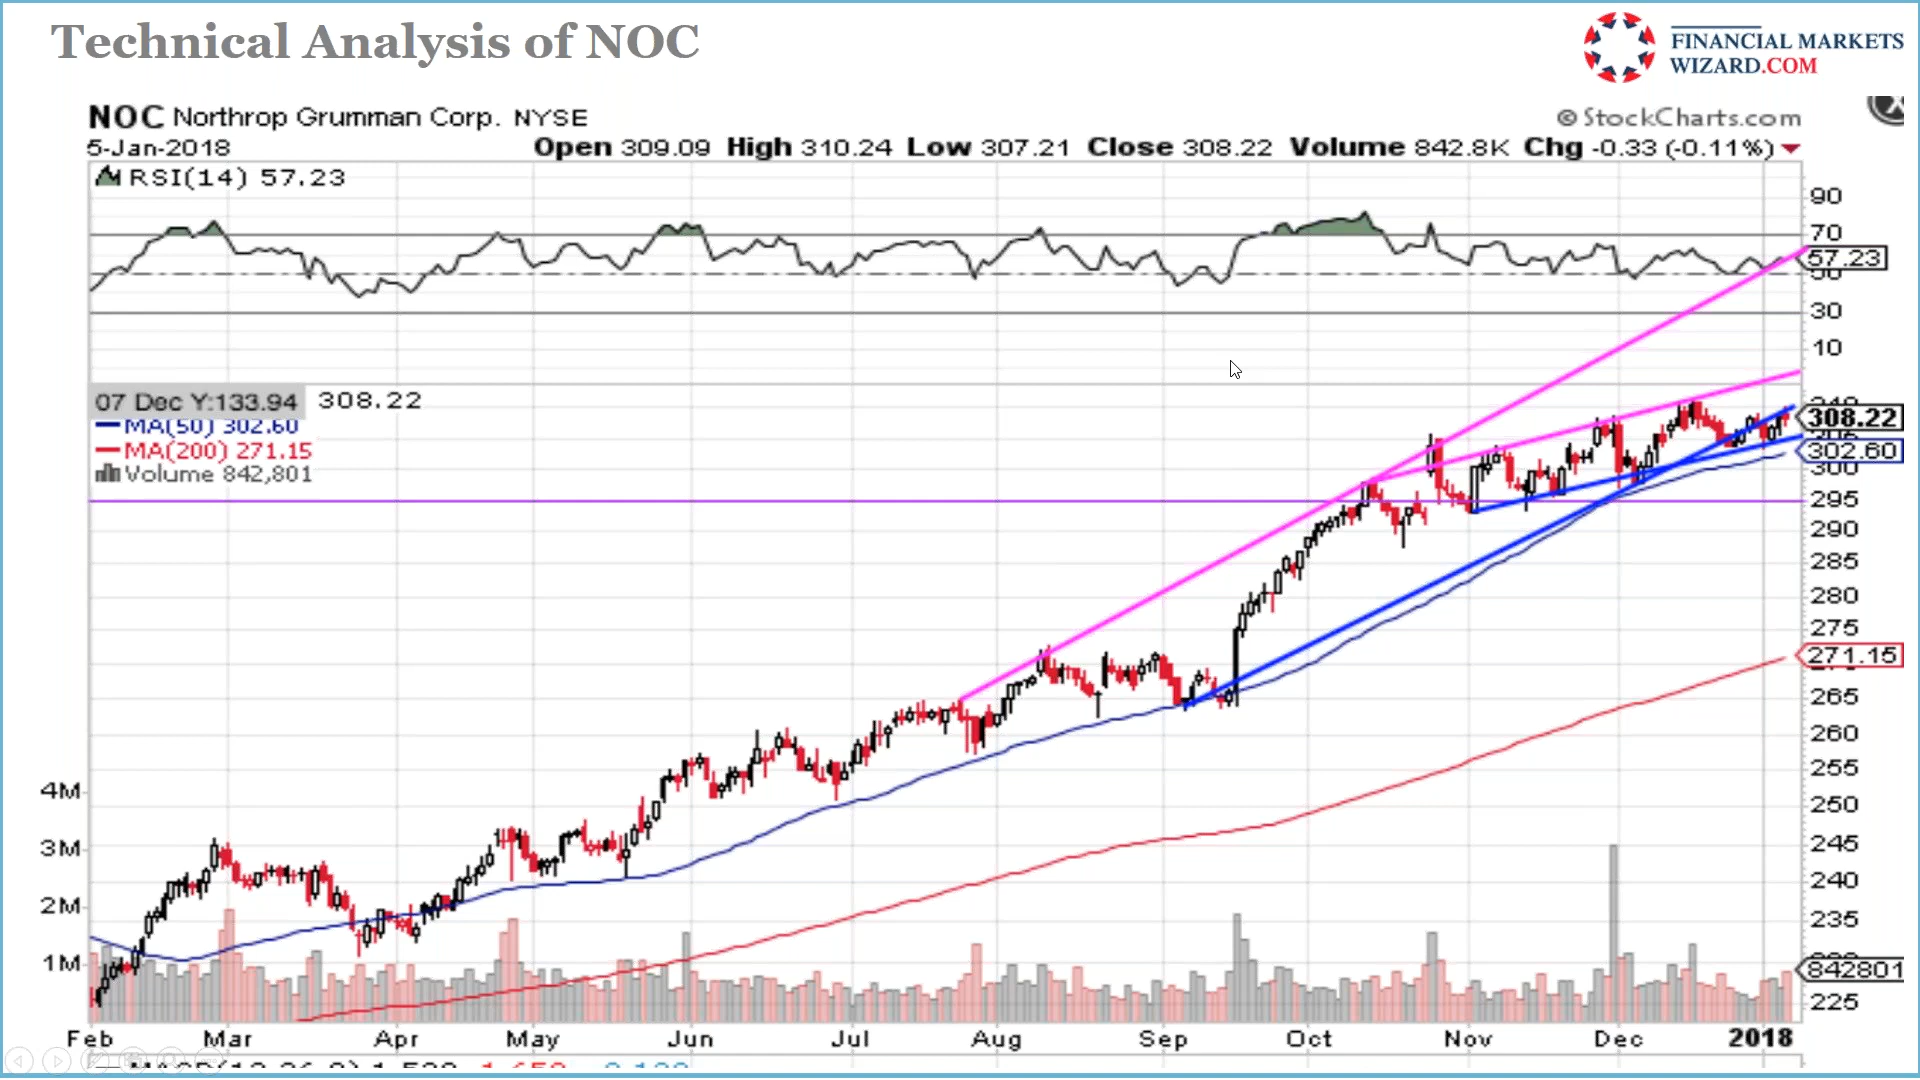 Technical Analysis of NOC
FINANCIAL MARKETS
WIZARD.COM
NOC Northrop Grumman Corp. NYSE
© StockCharts.com
5-Jan-2018
Open 309.09 High 310.24 Low 307.21 Close 308.22 Volume 842.8K Chg -0.33 (-0.11%)
RSI(14) 57.23
90
70
57.23
50
30
10
07 Dec Y:133.94 308.22
MA(50) 302.60
MA(200) 271.15
Volume 842,801
308.22
302.60
300
295
290
285
280
275
271.15
265
260
255
250
245
240
235
842801
225
4M
3M
2M
1M
Feb Mar Apr May Jun Jul Aug Sep Oct Nov Dec 2018